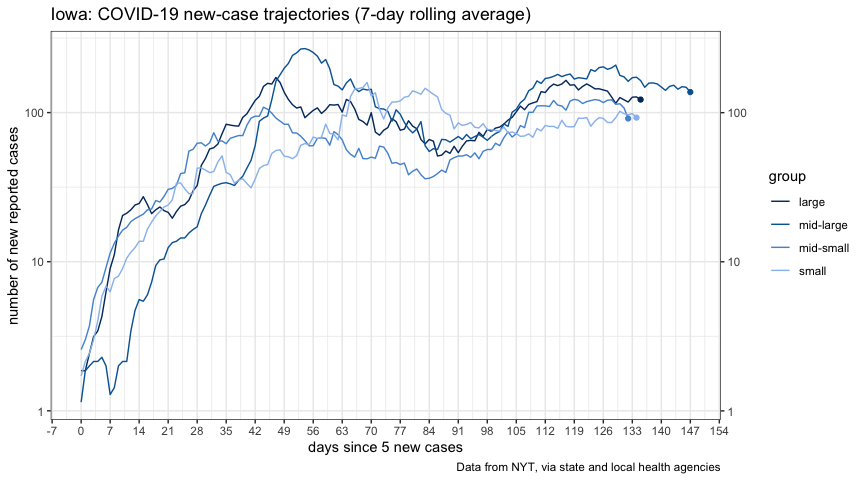 Iowa: COVID-19 new-case trajectories (7-day rolling average)
number of new reported cases
100
10
1
100
10
1
-7 0 7 14 21 28 35 42 49 56 63 70 77 84 91 98 105 112 119 126 133 140 147 154
days since 5 new cases
group
large
mid-large
mid-small
small
Data from NYT, via state and local health agencies